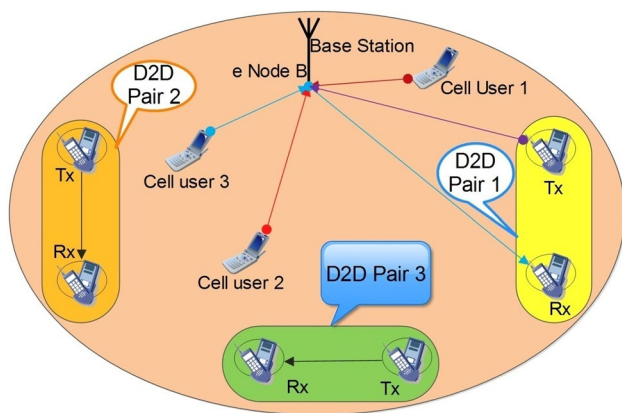 Base Station
e Node B
Cell User 1
D2D
Pair 2
Tx
Rx
Cell user 3
D2D
Pair 1
Tx
Rx
Cell user 2
D2D Pair 3
Rx
Tx